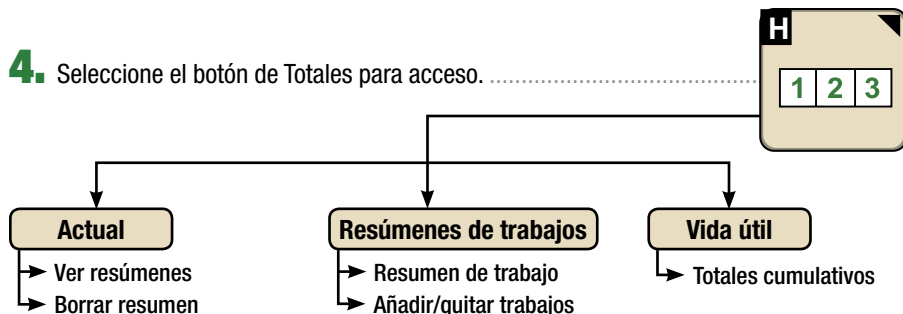 H
4. Seleccione el botón de Totales para acceso. ................................................
1 2 3
Actual
Ver resúmenes
Borrar resumen
Resúmenes de trabajos
Resumen de trabajo
Añadir/quitar trabajos
Vida útil
Totales cumulativos